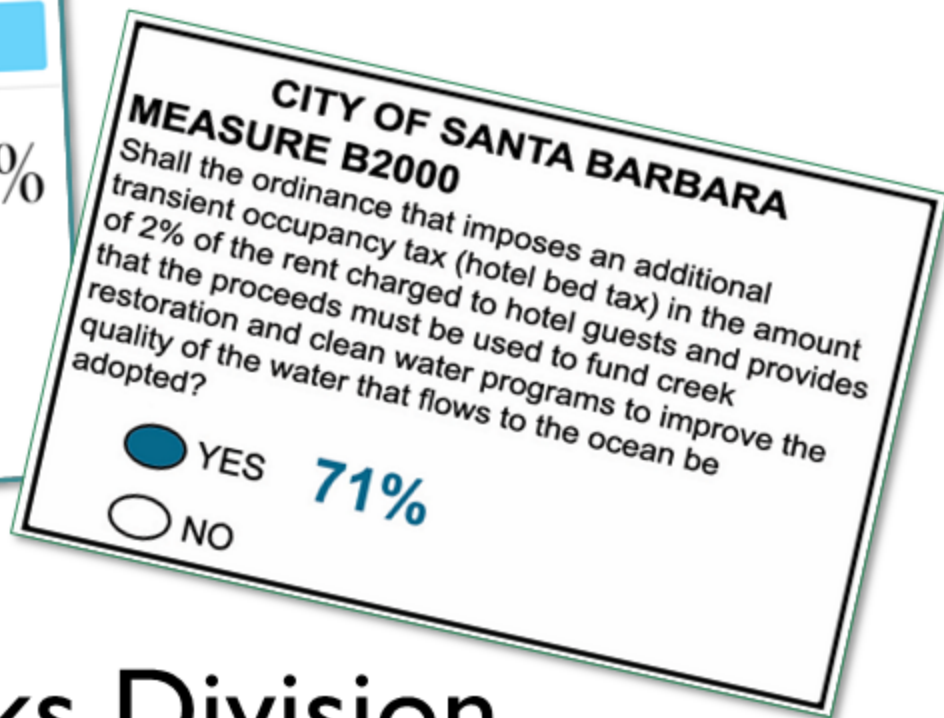 %
CITY OF SANTA BARBARA
MEASURE B2000
Shall the ordinance that imposes an additional
transient occupancy tax (hotel bed tax) in the amount
of 2% of the rent charged to hotel guests and provides
that the proceeds must be used to fund creek
restoration and clean water programs to improve the
quality of the water that flows to the ocean be
adopted?
YES 71%
NO
Division